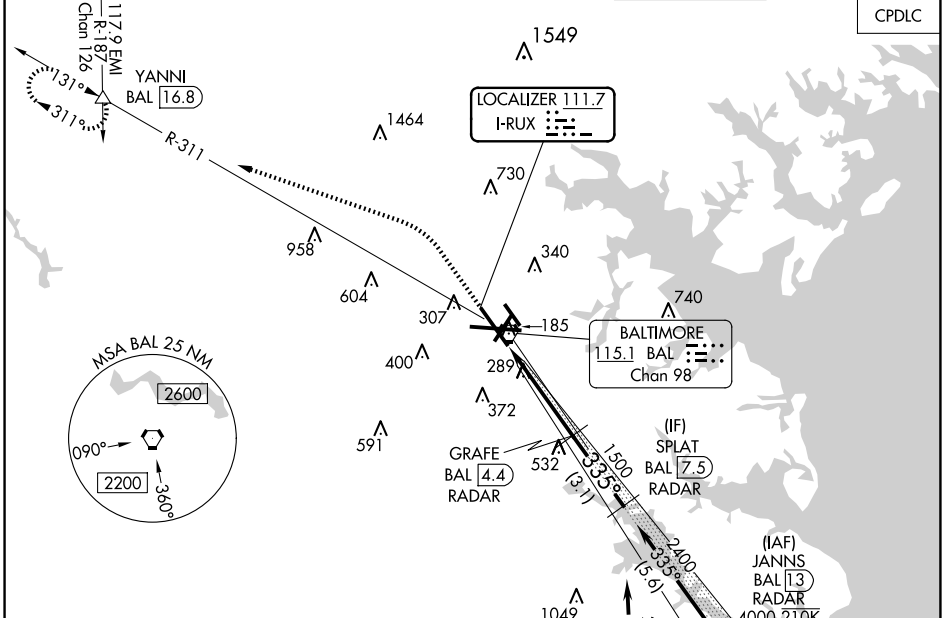 CPDLC
117.9 EMI
R-187
Chan 126
YANNI
BAL 16.8
131°
311°
R-311
1549
LOCALIZER 111.7
I-RUX
1464
730
958
340
604
307
740
185
BALTIMORE
115.1 BAL
Chan 98
400
289
372
591
532
MSA BAL 25 NM
2600
090°
2200
360°
GRAFE
BAL 4.4
RADAR
(IF)
SPLAT
BAL 7.5
RADAR
1500
335°
(3.1)
2400
335°
(5.6)
(IAF)
JANNS
BAL 13
RADAR
4000 210K
1049